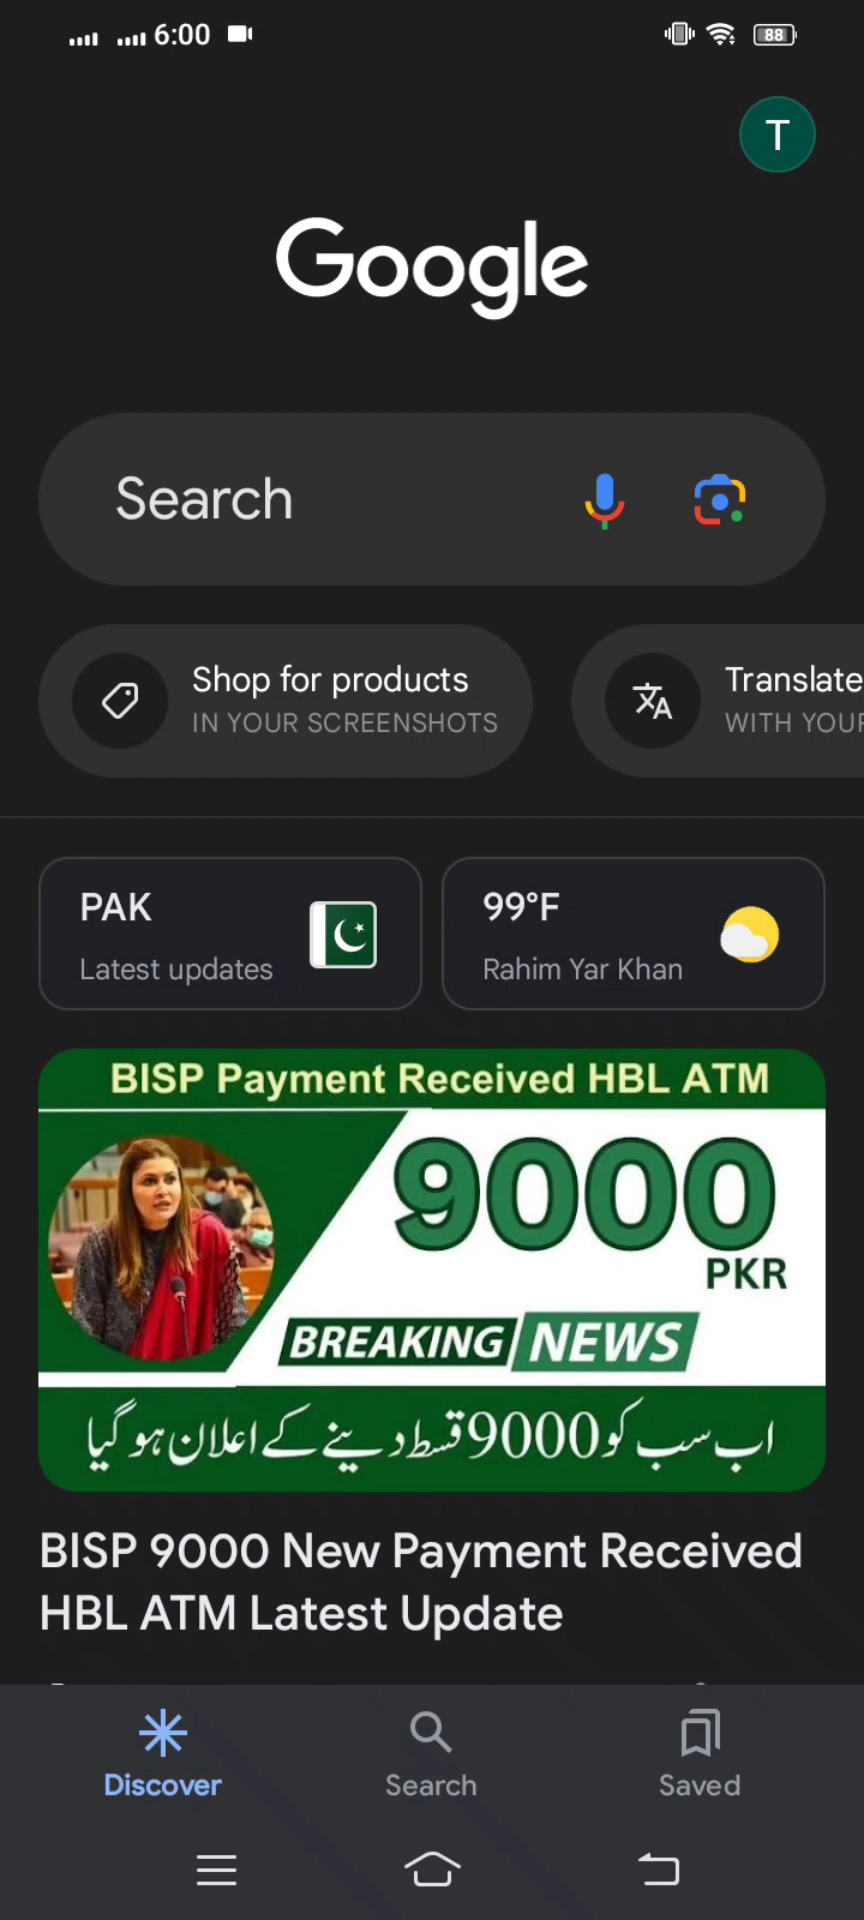 6:00
88
T
Google
Search
Shop for products
IN YOUR SCREENSHOTS
Translate
WITH YOUR
PAK
Latest updates
99°F
Rahim Yar Khan
BISP Payment Received HBL ATM
9000
PKR
BREAKING NEWS
اب سب کو 9000 قسط دینے کے اعلان ہو گیا
BISP 9000 New Payment Received
HBL ATM Latest Update
Discover
Search
Saved